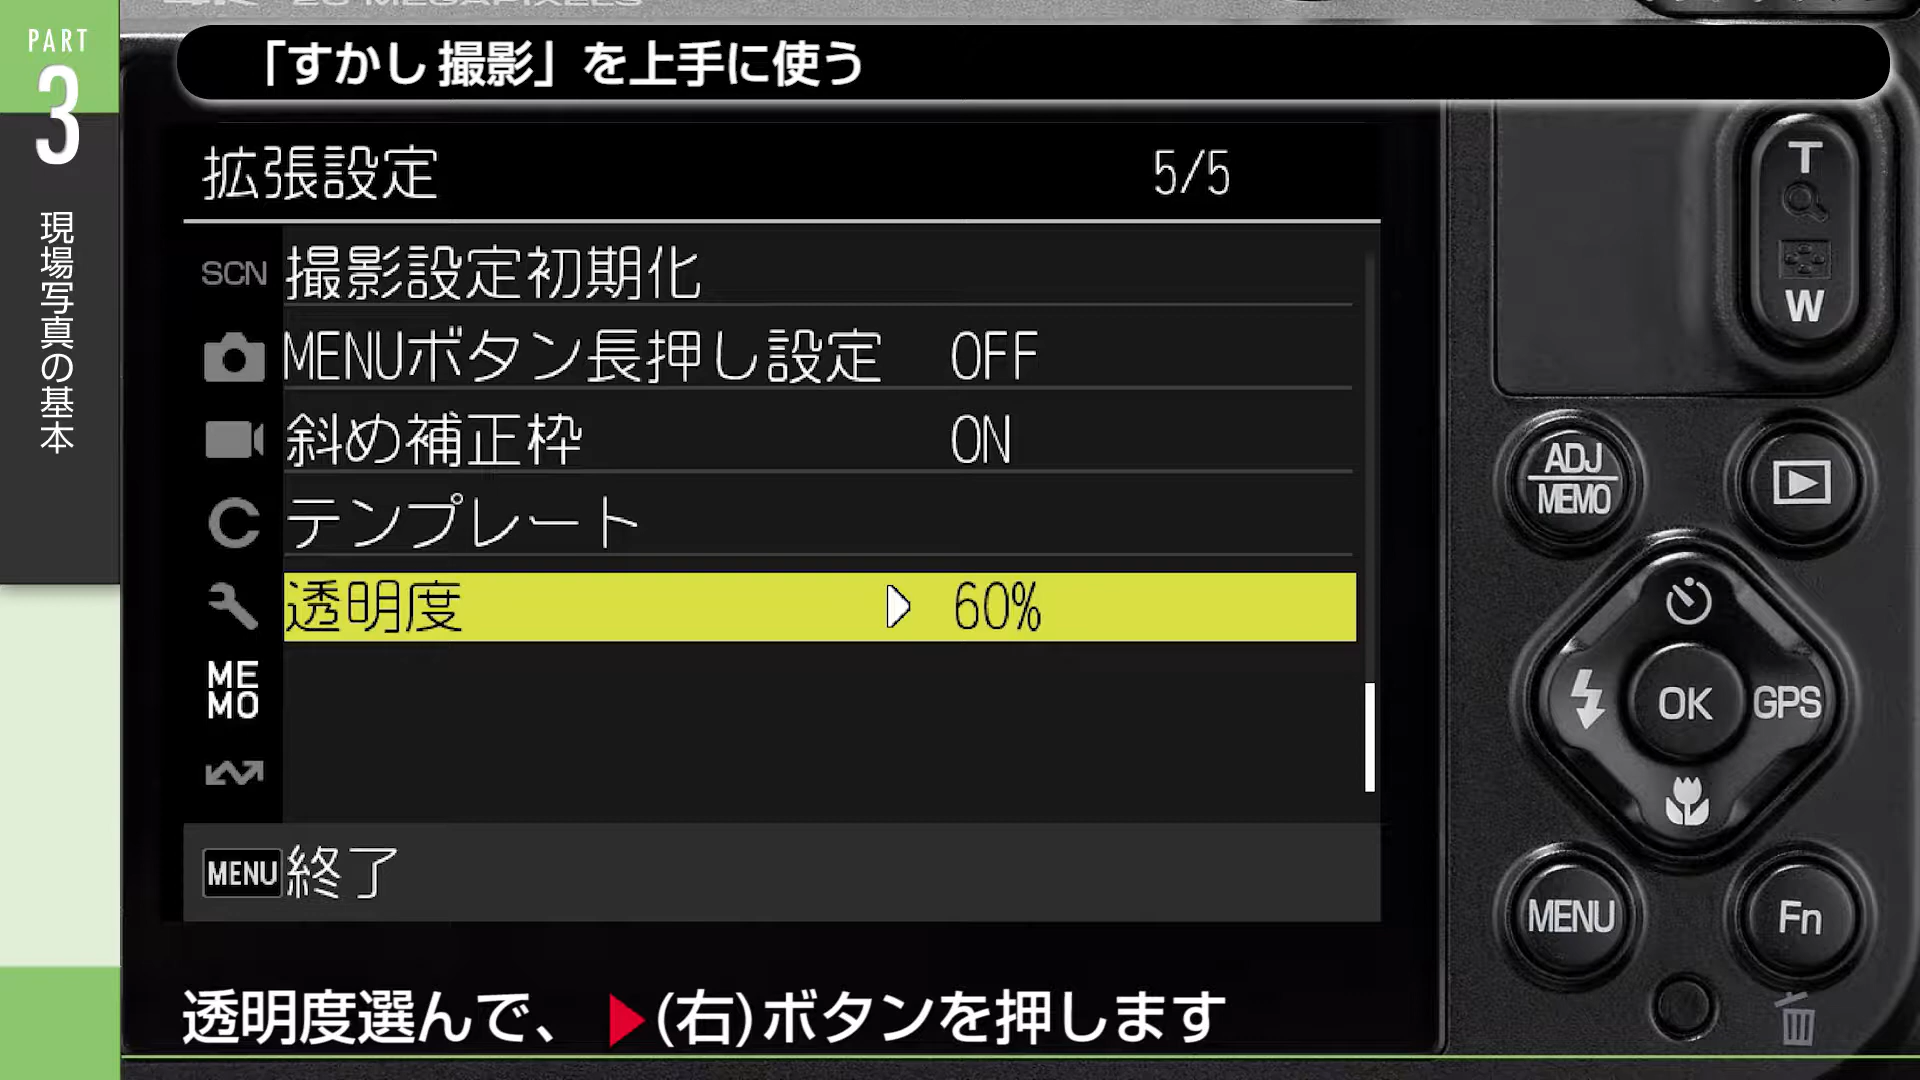 20 MEGAPIXELS
PART
3
現場写真の基本
「すかし撮影」を上手に使う
拡張設定 5/5
SCN 撮影設定初期化
MENUボタン長押し設定 OFF
斜め補正枠 ON
テンプレート
透明度 60%
ME
MO
MENU 終了
透明度選んで、▶(右)ボタンを押します
T
W
ADJ
MEMO
OK
GPS
MENU
Fn